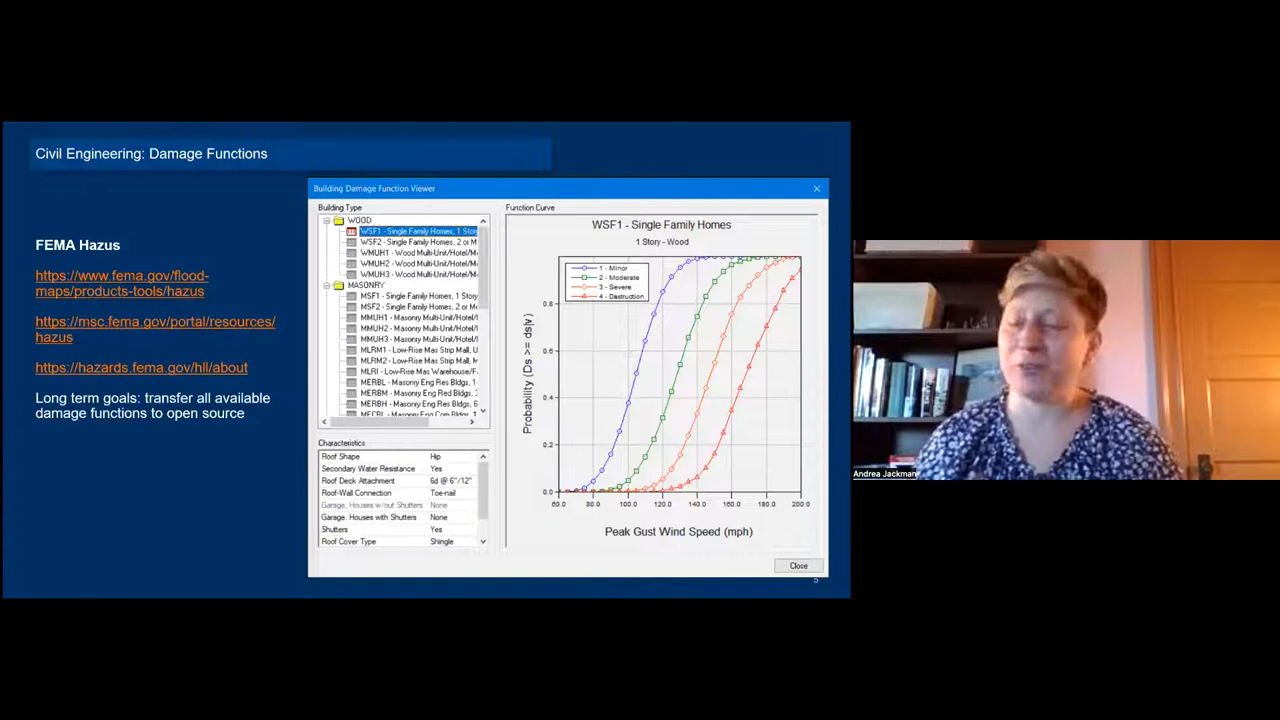 Civil Engineering: Damage Functions
FEMA Hazus
https://www.fema.gov/flood-
maps/products-tools/hazus
https://msc.fema.gov/portal/resources/
hazus
https://hazards.fema.gov/hll/about
Long term goals: transfer all available
damage functions to open source
Building Damage Function Viewer
Building Type
WOOD
WSF1 - Single Family Homes, 1 Story
WSF2 - Single Family Homes, 2 or M
WMUH1 - Wood Multi-Unit/Hotel/M
WMUH2 - Wood Multi-Unit/Hotel/M
WMUH3 - Wood Multi-Unit/Hotel/M
MASONRY
MSF1 - Single Family Homes, 1 Story
MSF2 - Single Family Homes, 2 or M
MMUH1 - Masonry Multi-Unit/Hotel/
MMUH2 - Masonry Multi-Unit/Hotel/
MMUH3 - Masonry Multi-Unit/Hotel/
MLRM1 - Low-Rise Mas Strip Mall, U
MLRM2 - Low-Rise Mas Strip Mall,
MLRI - Low-Rise Mas Warehouse/F
MERBL - Masonry Eng Res Bldgs, 1
MERBM - Masonry Eng Res Bldgs, 3
MERBH - Masonry Eng Res Bldgs, 6
MECBL - Masonry Eng Com Bldgs, 1
Characteristics
Roof Shape Hip
Secondary Water Resistance Yes
Roof Deck Attachment 6d @ 6"/12"
Roof-Wall Connection Toe-nail
Garage, Houses w/out Shutters None
Garage, Houses with Shutters None
Shutters Yes
Roof Cover Type Shingle
Function Curve
WSF1 - Single Family Homes
1 Story - Wood
1 - Minor
2 - Moderate
3 - Severe
4 - Destruction
Probability (Ds >= ds|v)
0.8
0.6
0.4
0.2
0.0
60.0 80.0 100.0 120.0 140.0 160.0 180.0 200.0
Peak Gust Wind Speed (mph)
Close
5
Andrea Jackman